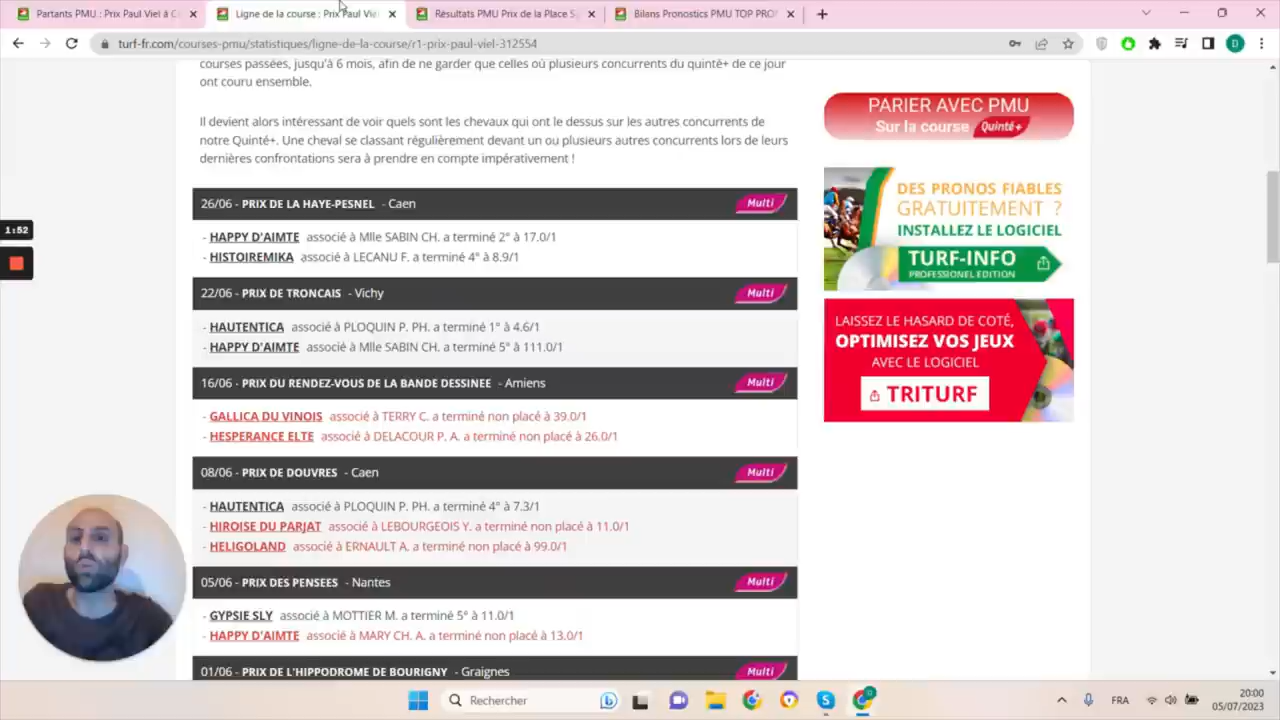 Partants PMU : Prix Paul Viel à C
Ligne de la course : Prix Paul Viel
Résultats PMU Prix de la Place S
Bilans Pronostics PMU TOP PRO
turf-fr.com/courses-pmu/statistiques/ligne-de-la-course/r1-prix-paul-viel-312554
D
courses passées, jusqu'à 6 mois, afin de ne garder que celles où plusieurs concurrents du quinté+ de ce jour
ont couru ensemble.
Il devient alors intéressant de voir quels sont les chevaux qui ont le dessus sur les autres concurrents de
notre Quinté+. Une cheval se classant régulièrement devant un ou plusieurs autres concurrents lors de leurs
dernières confrontations sera à prendre en compte impérativement !
26/06 - PRIX DE LA HAYE-PESNEL - Caen Multi
- HAPPY D'AIMTE associé à Mlle SABIN CH. a terminé 2° à 17.0/1
- HISTOIREMIKA associé à LECANU F. a terminé 4° à 8.9/1
22/06 - PRIX DE TRONCAIS - Vichy Multi
- HAUTENTICA associé à PLOQUIN P. PH. a terminé 1° à 4.6/1
- HAPPY D'AIMTE associé à Mlle SABIN CH. a terminé 5° à 111.0/1
16/06 - PRIX DU RENDEZ-VOUS DE LA BANDE DESSINEE - Amiens Multi
- GALLICA DU VINOIS associé à TERRY C. a terminé non placé à 39.0/1
- HESPERANCE ELTE associé à DELACOUR P. A. a terminé non placé à 26.0/1
08/06 - PRIX DE DOUVRES - Caen Multi
- HAUTENTICA associé à PLOQUIN P. PH. a terminé 4° à 7.3/1
- HIROISE DU PARJAT associé à LEBOURGEOIS Y. a terminé non placé à 11.0/1
- HELIGOLAND associé à ERNAULT A. a terminé non placé à 99.0/1
05/06 - PRIX DES PENSEES - Nantes Multi
- GYPSIE SLY associé à MOTTIER M. a terminé 5° à 11.0/1
- HAPPY D'AIMTE associé à MARY CH. A. a terminé non placé à 13.0/1
01/06 - PRIX DE L'HIPPODROME DE BOURIGNY - Graignes Multi
PARIER AVEC PMU
Sur la course Quinté+
DES PRONOS FIABLES
GRATUITEMENT ?
INSTALLEZ LE LOGICIEL
TURF-INFO
PROFESSIONEL EDITION
LAISSEZ LE HASARD DE COTÉ,
OPTIMISEZ VOS JEUX
AVEC LE LOGICIEL
TRITURF
1:52
Rechercher
FRA
20:00
05/07/2023